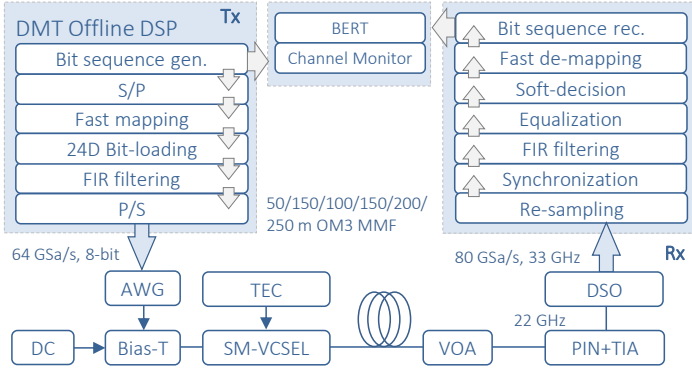 DMT Offline DSP
Tx
Bit sequence gen.
S/P
Fast mapping
24D Bit-loading
FIR filtering
P/S
BERT
Channel Monitor
Bit sequence rec.
Fast de-mapping
Soft-decision
Equalization
FIR filtering
Synchronization
Re-sampling
50/150/100/150/200/
250 m OM3 MMF
64 GSa/s, 8-bit
80 GSa/s, 33 GHz
Rx
AWG
TEC
DSO
22 GHz
DC
Bias-T
SM-VCSEL
VOA
PIN+TIA